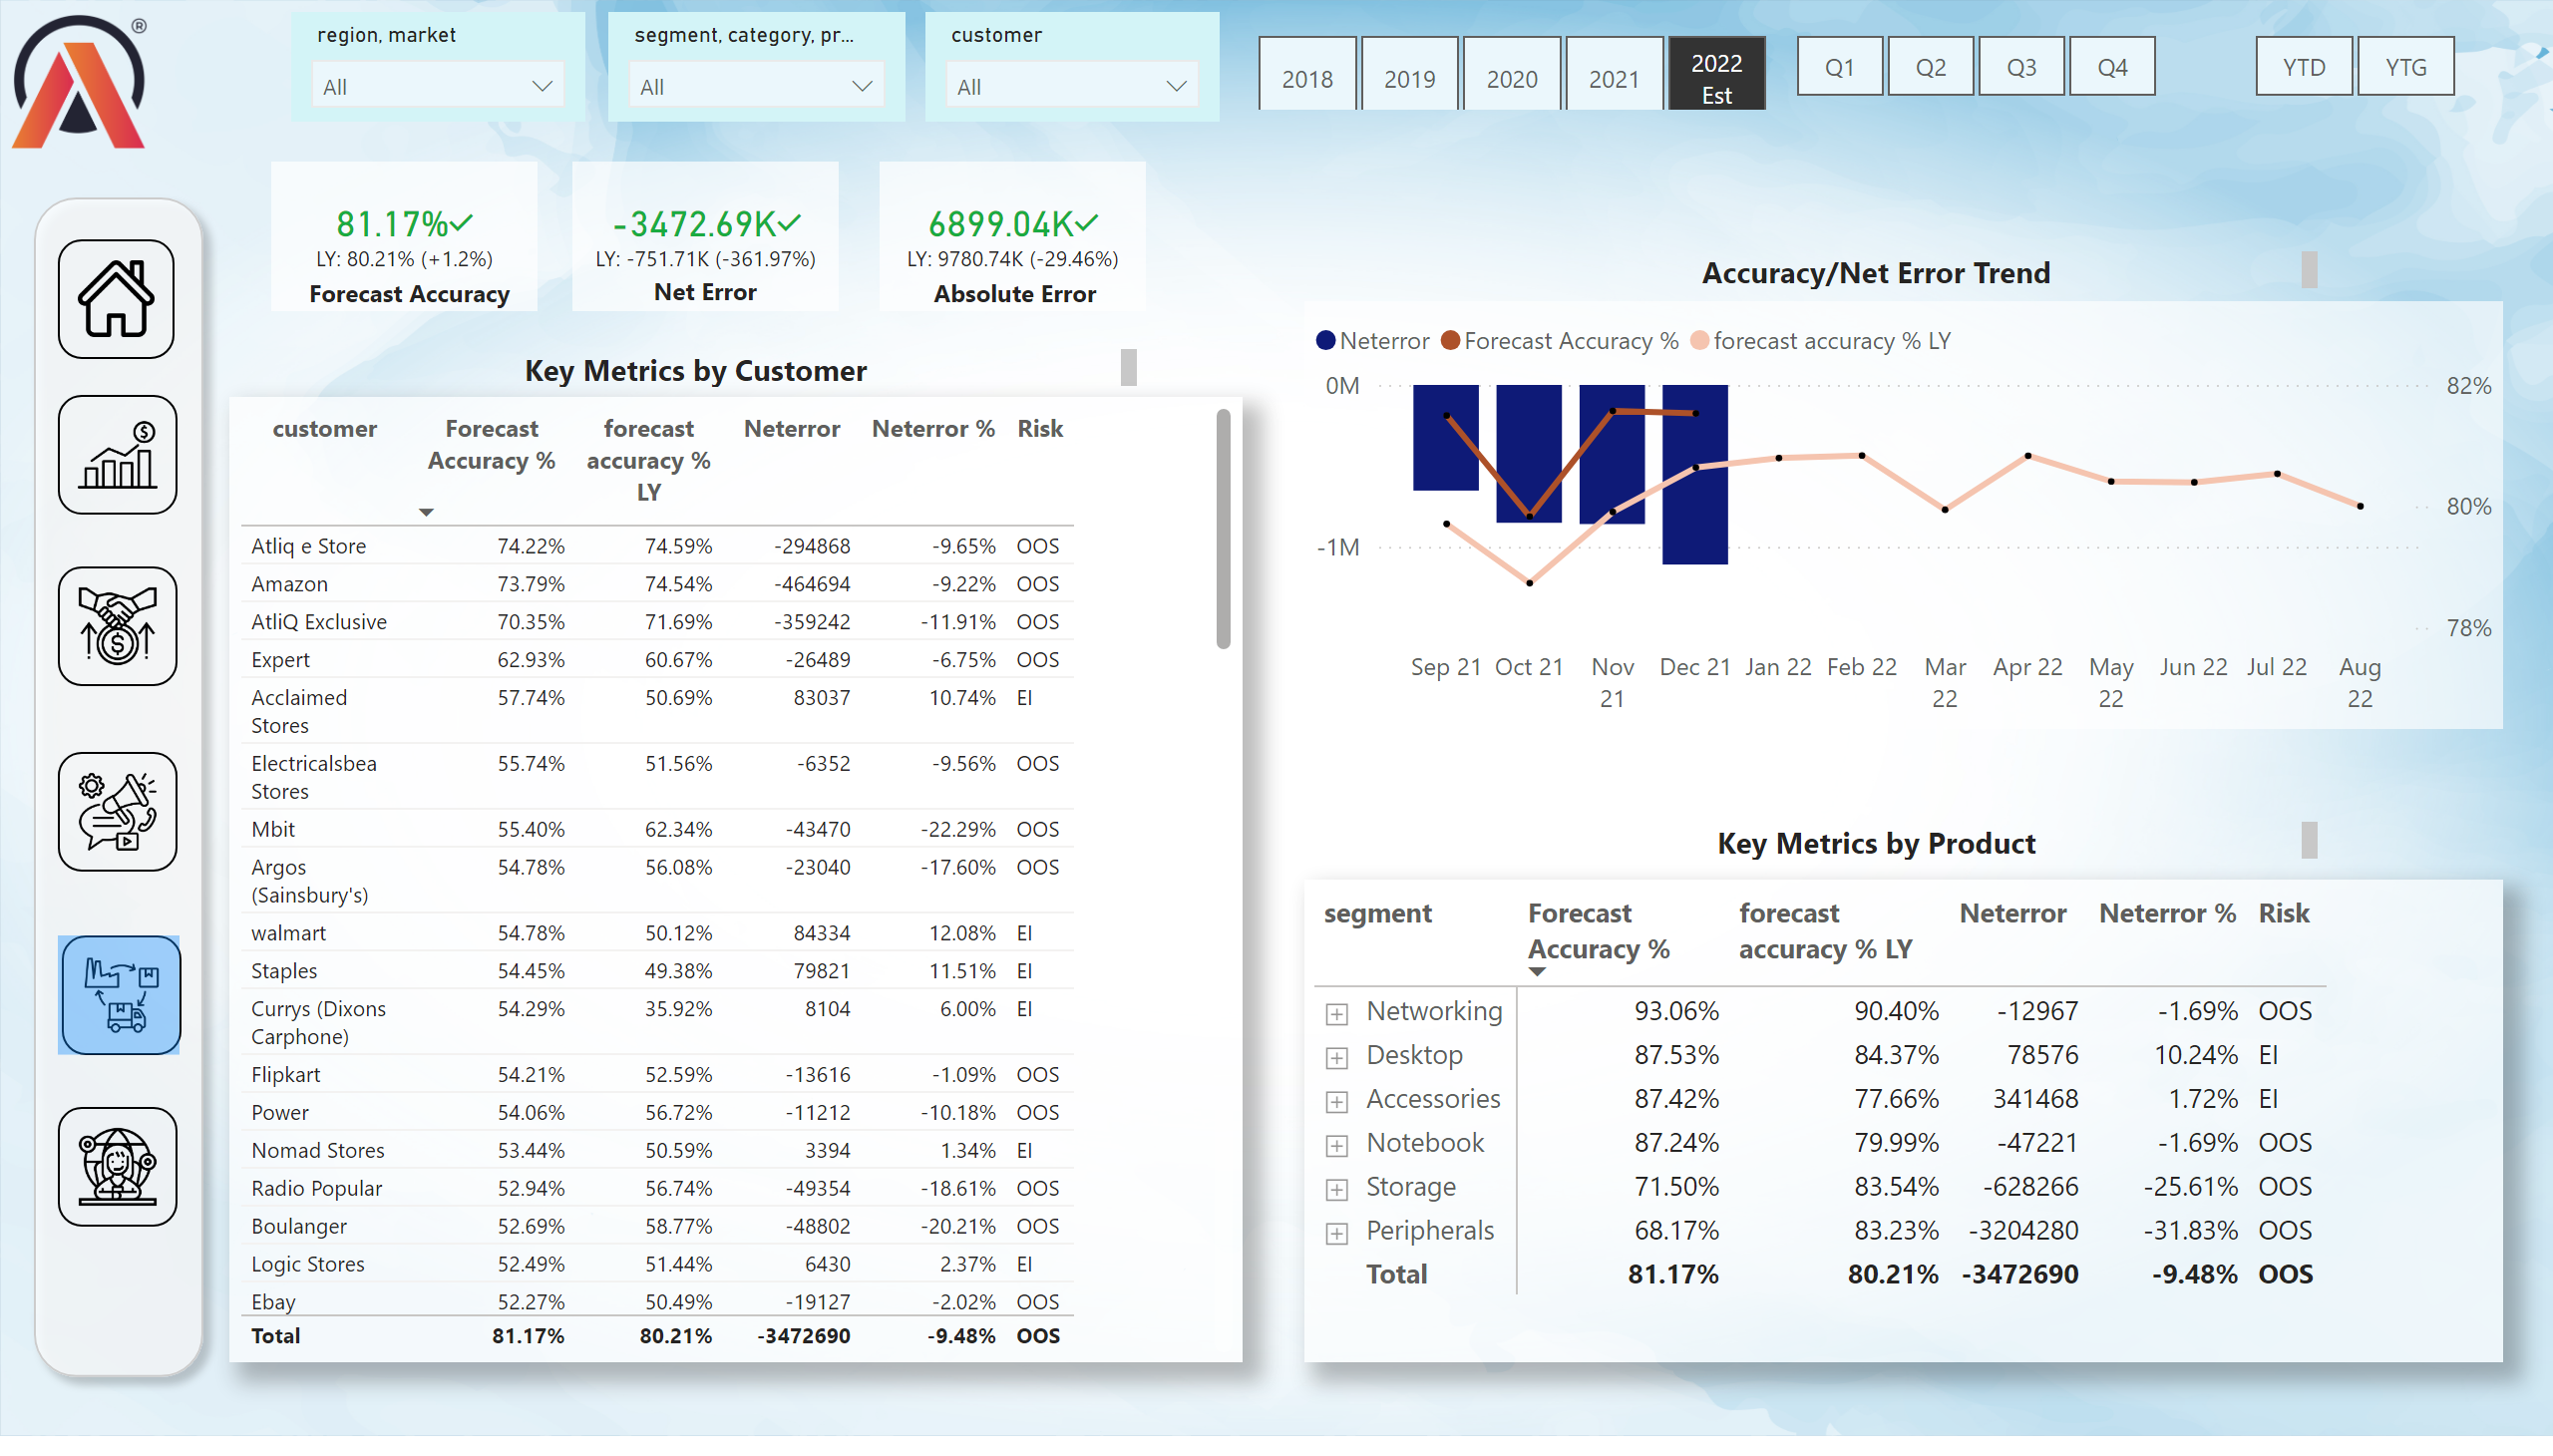 ®
region, market
All
segment, category, pr...
All
customer
All
2018
2019
2020
2021
2022
Est
Q1
Q2
Q3
Q4
YTD
YTG
81.17%
LY: 80.21% (+1.2%)
Forecast Accuracy
-3472.69K
LY: -751.71K (-361.97%)
Net Error
6899.04K
LY: 9780.74K (-29.46%)
Absolute Error
Key Metrics by Customer
customer Forecast Accuracy % forecast accuracy % LY Neterror Neterror % Risk
Atliq e Store 74.22% 74.59% -294868 -9.65% OOS
Amazon 73.79% 74.54% -464694 -9.22% OOS
AtliQ Exclusive 70.35% 71.69% -359242 -11.91% OOS
Expert 62.93% 60.67% -26489 -6.75% OOS
Acclaimed 57.74% 50.69% 83037 10.74% EI
Stores
Electricalsbea 55.74% 51.56% -6352 -9.56% OOS
Stores
Mbit 55.40% 62.34% -43470 -22.29% OOS
Argos 54.78% 56.08% -23040 -17.60% OOS
(Sainsbury's)
walmart 54.78% 50.12% 84334 12.08% EI
Staples 54.45% 49.38% 79821 11.51% EI
Currys (Dixons 54.29% 35.92% 8104 6.00% EI
Carphone)
Flipkart 54.21% 52.59% -13616 -1.09% OOS
Power 54.06% 56.72% -11212 -10.18% OOS
Nomad Stores 53.44% 50.59% 3394 1.34% EI
Radio Popular 52.94% 56.74% -49354 -18.61% OOS
Boulanger 52.69% 58.77% -48802 -20.21% OOS
Logic Stores 52.49% 51.44% 6430 2.37% EI
Ebay 52.27% 50.49% -19127 -2.02% OOS
Total 81.17% 80.21% -3472690 -9.48% OOS
Accuracy/Net Error Trend
Neterror Forecast Accuracy % forecast accuracy % LY
0M
-1M
82%
80%
78%
Sep 21 Oct 21 Nov 21 Dec 21 Jan 22 Feb 22 Mar 22 Apr 22 May 22 Jun 22 Jul 22 Aug 22
Key Metrics by Product
segment Forecast Accuracy % forecast accuracy % LY Neterror Neterror % Risk
Networking 93.06% 90.40% -12967 -1.69% OOS
Desktop 87.53% 84.37% 78576 10.24% EI
Accessories 87.42% 77.66% 341468 1.72% EI
Notebook 87.24% 79.99% -47221 -1.69% OOS
Storage 71.50% 83.54% -628266 -25.61% OOS
Peripherals 68.17% 83.23% -3204280 -31.83% OOS
Total 81.17% 80.21% -3472690 -9.48% OOS